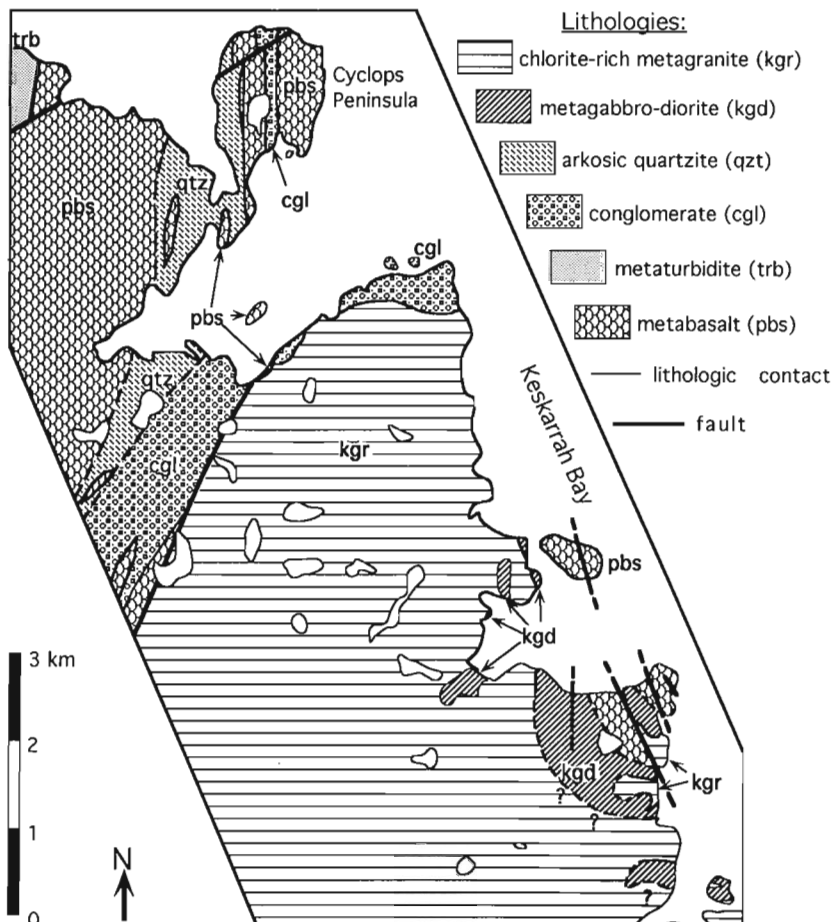 Lithologies:
chlorite-rich metagranite (kgr)
metagabbro-diorite (kgd)
arkosic quartzite (qzt)
conglomerate (cgl)
metaturbidite (trb)
metabasalt (pbs)
lithologic contact
fault
trb
pbs
Cyclops
Peninsula
qtz
cgl
pbs
cgl
pbs
qtz
cgl
kgr
Keskarrah Bay
pbs
kgd
kgd
kgr
?
?
?
3 km
2
1
0
N